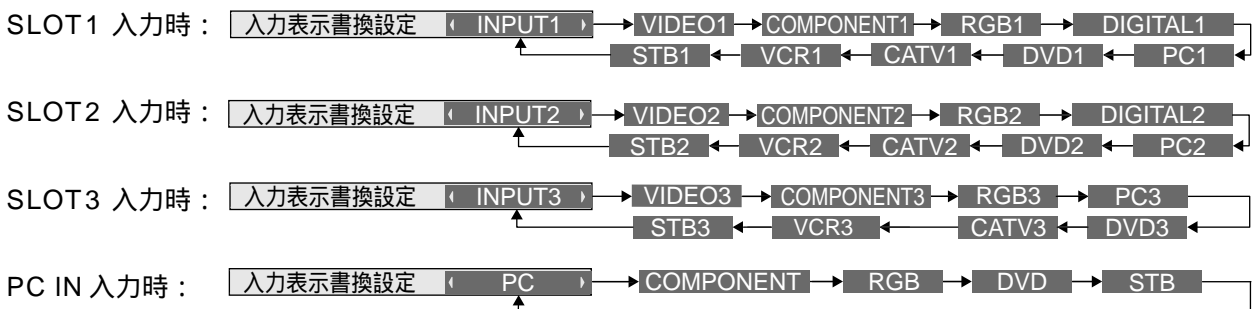 SLOT1 入力時： 入力表示書換設定 INPUT1 VIDEO1 COMPONENT1 RGB1 DIGITAL1
STB1 VCR1 CATV1 DVD1 PC1
SLOT2 入力時： 入力表示書換設定 INPUT2 VIDEO2 COMPONENT2 RGB2 DIGITAL2
STB2 VCR2 CATV2 DVD2 PC2
SLOT3 入力時： 入力表示書換設定 INPUT3 VIDEO3 COMPONENT3 RGB3 PC3
STB3 VCR3 CATV3 DVD3
PC IN 入力時： 入力表示書換設定 PC COMPONENT RGB DVD STB